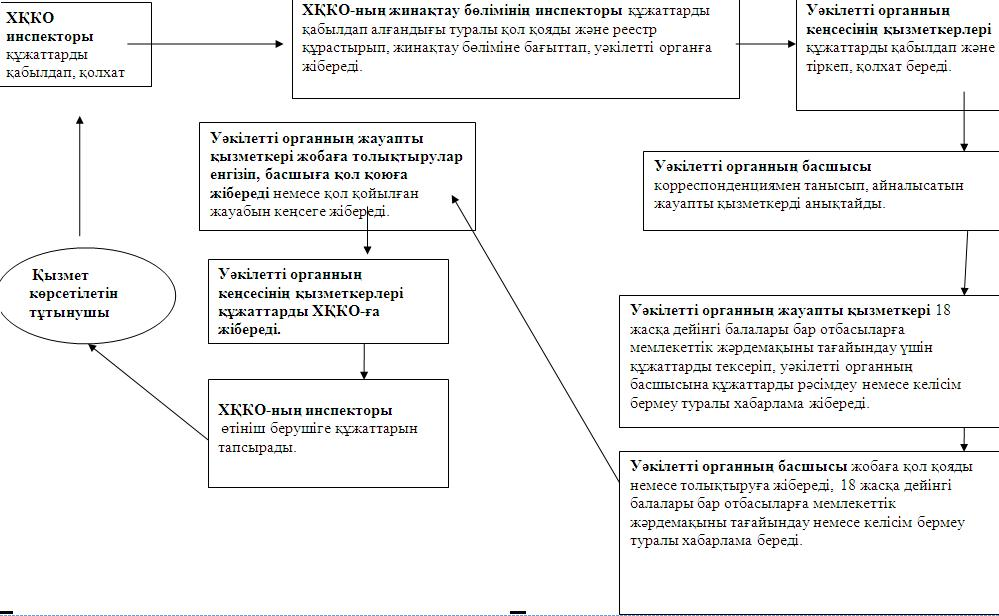 ХҚКО
инспекторы
құжаттарды
қабылдап, қолхат
ХҚКО-ның жинақтау бөлімінің инспекторы құжаттарды
қабылдап алғандығы туралы қол қояды және реестр
құрастырып, жинақтау бөліміне бағыттап, уәкілетті органға
жібереді.
Уәкілетті органның
кеңсесінің қызметкерлері
құжаттарды қабылдап және
тіркеп, қолхат береді.
Уәкілетті органның басшысы
корреспонденциямен танысып, айналысатын
жауапты қызметкерді анықтайды.
Уәкілетті органның жауапты қызметкері 18
жасқа дейінгі балалары бар отбасыларға
мемлекеттік жәрдемақыны тағайындау үшін
құжаттарды тексеріп, уәкілетті органның
басшысына құжаттарды рәсімдеу немесе келісім
бермеу туралы хабарлама жібереді.
Уәкілетті органның басшысы жобаға қол қояды
немесе толықтыруға жібереді, 18 жасқа дейінгі
балалары бар отбасыларға мемлекеттік
жәрдемақыны тағайындау немесе келісім бермеу
туралы хабарлама береді.
Уәкілетті органның жауапты
қызметкері жобаға толықтырулар
енгізіп, басшыға қол қоюға
жібереді немесе қол қойылған
жауабын кеңсеге жібереді.
Уәкілетті органның
кеңсесінің қызметкерлері
құжаттарды ХҚКО-ға
жібереді.
ХҚКО-ның инспекторы
өтініш берушіге құжаттарын
тапсырады.
Қызмет
көрсетілетін
тұтынушы